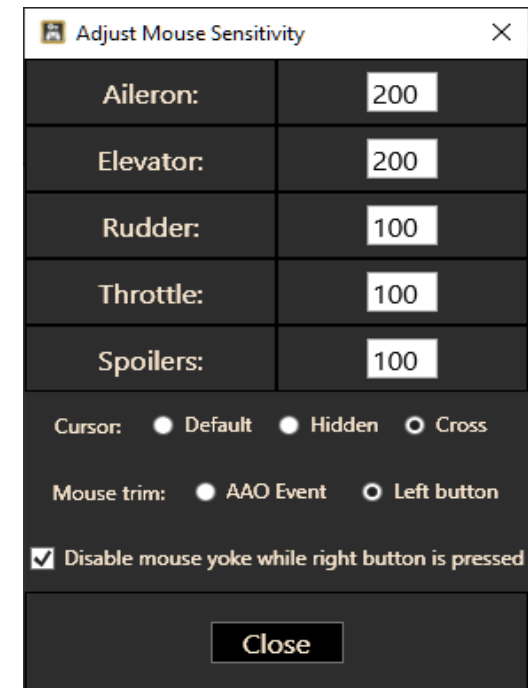 Adjust Mouse Sensitivity
Aileron: 200
Elevator: 200
Rudder: 100
Throttle: 100
Spoilers: 100
Cursor: Default Hidden Cross
Mouse trim: AAO Event Left button
Disable mouse yoke while right button is pressed
Close